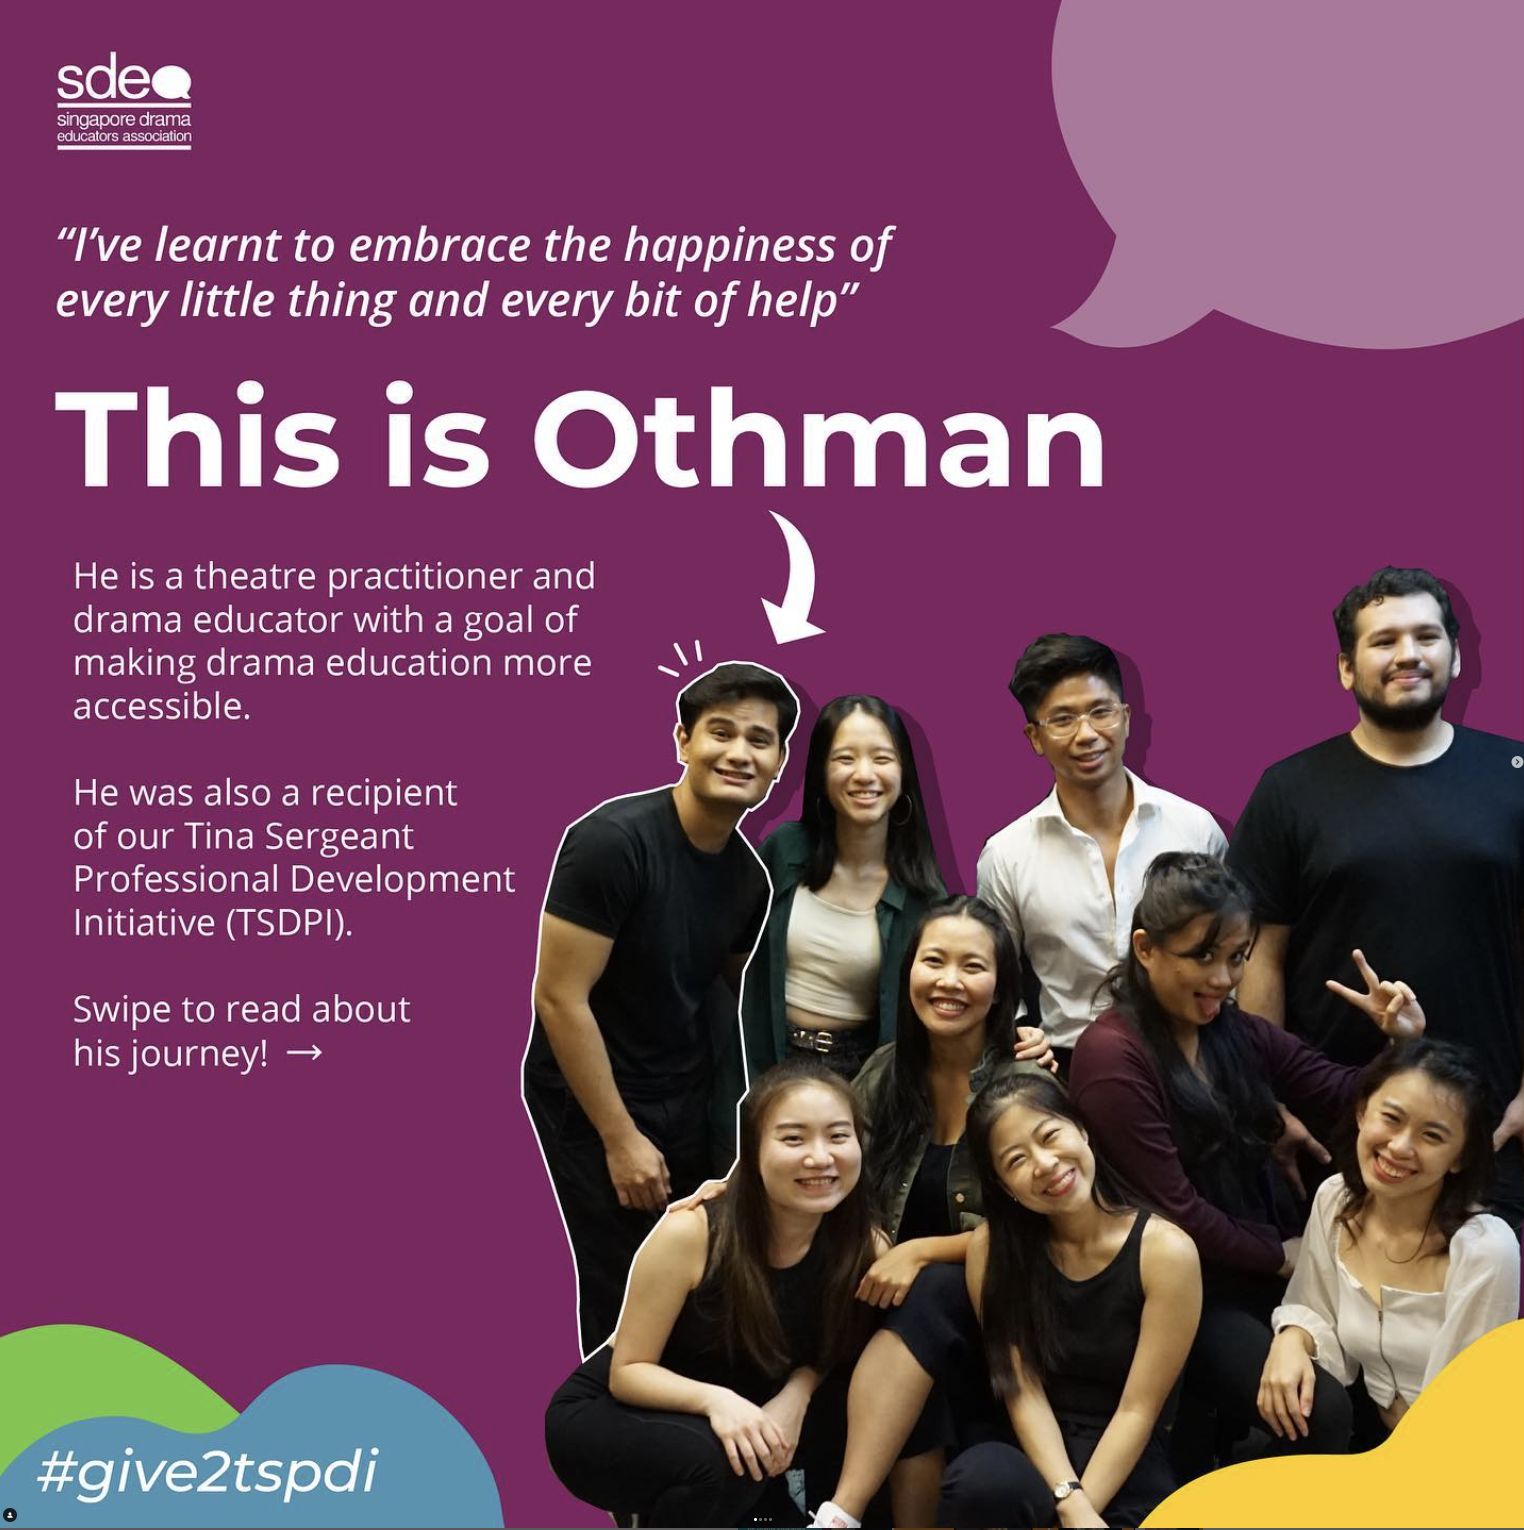 sdea
singapore drama
educators association
“I’ve learnt to embrace the happiness of
every little thing and every bit of help”
This is Othman
He is a theatre practitioner and
drama educator with a goal of
making drama education more
accessible.
He was also a recipient
of our Tina Sergeant
Professional Development
Initiative (TSDPI).
Swipe to read about
his journey! →
#give2tspdi